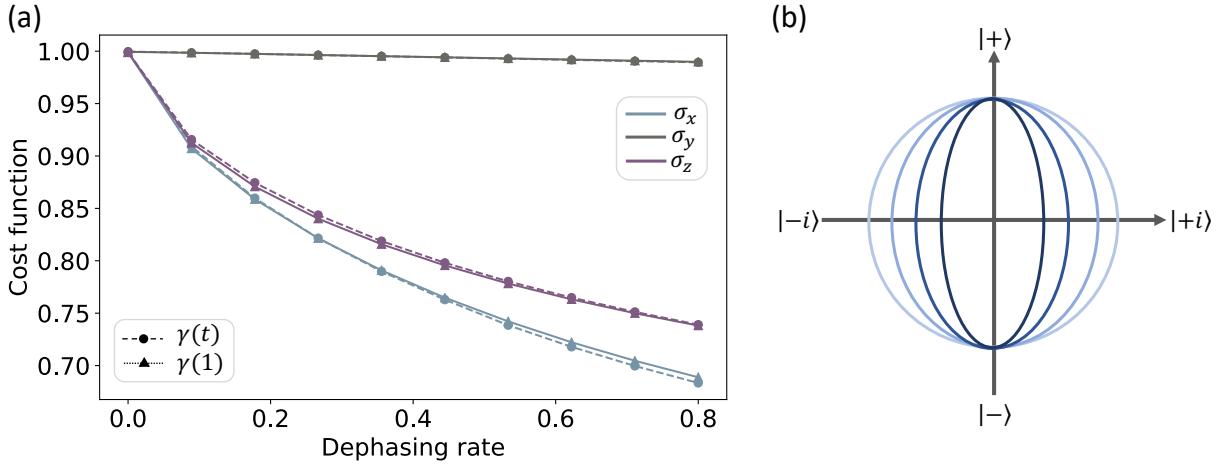 (a)
Cost function
1.00
0.95
0.90
0.85
0.80
0.75
0.70
σx
σy
σz
γ(t)
γ(1)
0.0 0.2 0.4 0.6 0.8
Dephasing rate
(b)
|+⟩
|−i⟩ |+i⟩
|−⟩